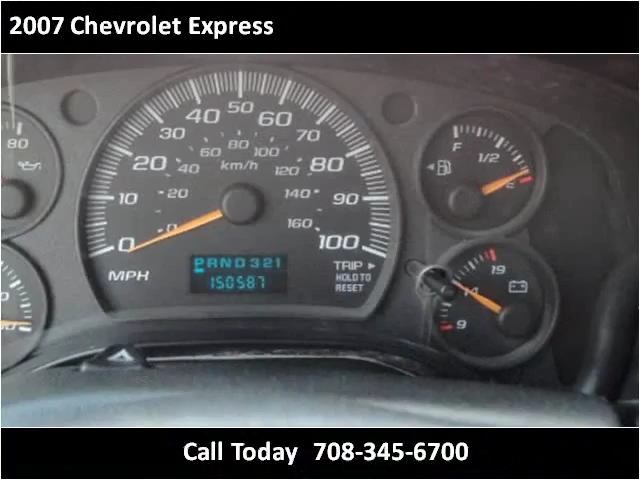 2007 Chevrolet Express
80
0
10
20
30
40
50
60
70
80
90
100
0
20
40
60
80
100
120
140
160
km/h
MPH
PRND321
150587
TRIP
HOLD TO
RESET
F
1/2
E
19
14
9
Call Today 708-345-6700